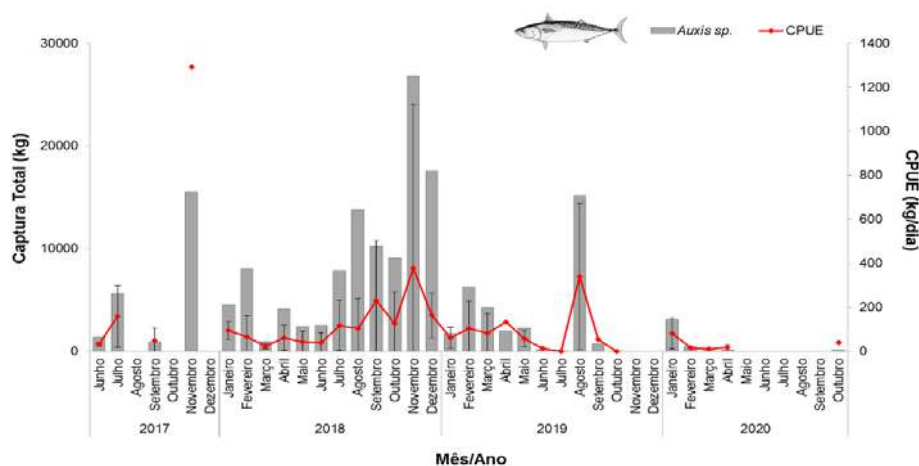 Auxis sp. CPUE
Captura Total (kg)
30000
20000
10000
0
CPUE (kg/dia)
1400
1200
1000
800
600
400
200
0
Junho Julho Agosto Setembro Outubro Novembro Dezembro Janeiro Fevereiro Março Abril Maio Junho Julho Agosto Setembro Outubro Novembro Dezembro Janeiro Fevereiro Março Abril Maio Junho Julho Agosto Setembro Outubro Novembro Dezembro Janeiro Fevereiro Março Abril Maio Junho Julho Agosto Setembro Outubro
2017 2018 2019 2020
Mês/Ano